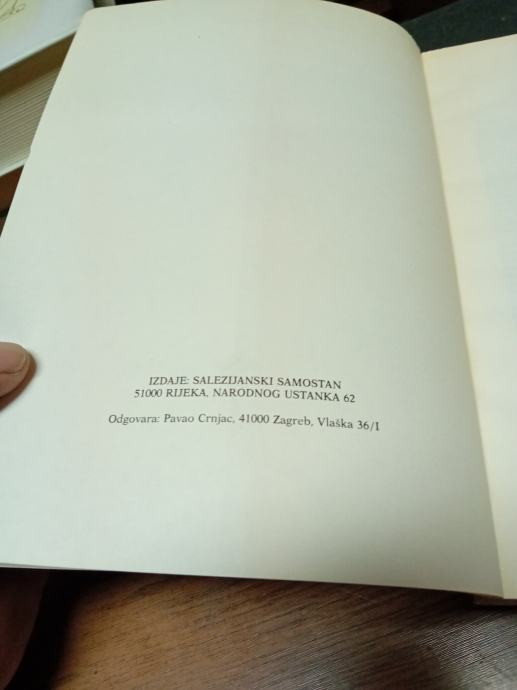 IZDAJE: SALEZIJANSKI SAMOSTAN
51000 RIJEKA, NARODNOG USTANKA 62
Odgovara: Pavao Crnjac, 41000 Zagreb, Vlaška 36/I